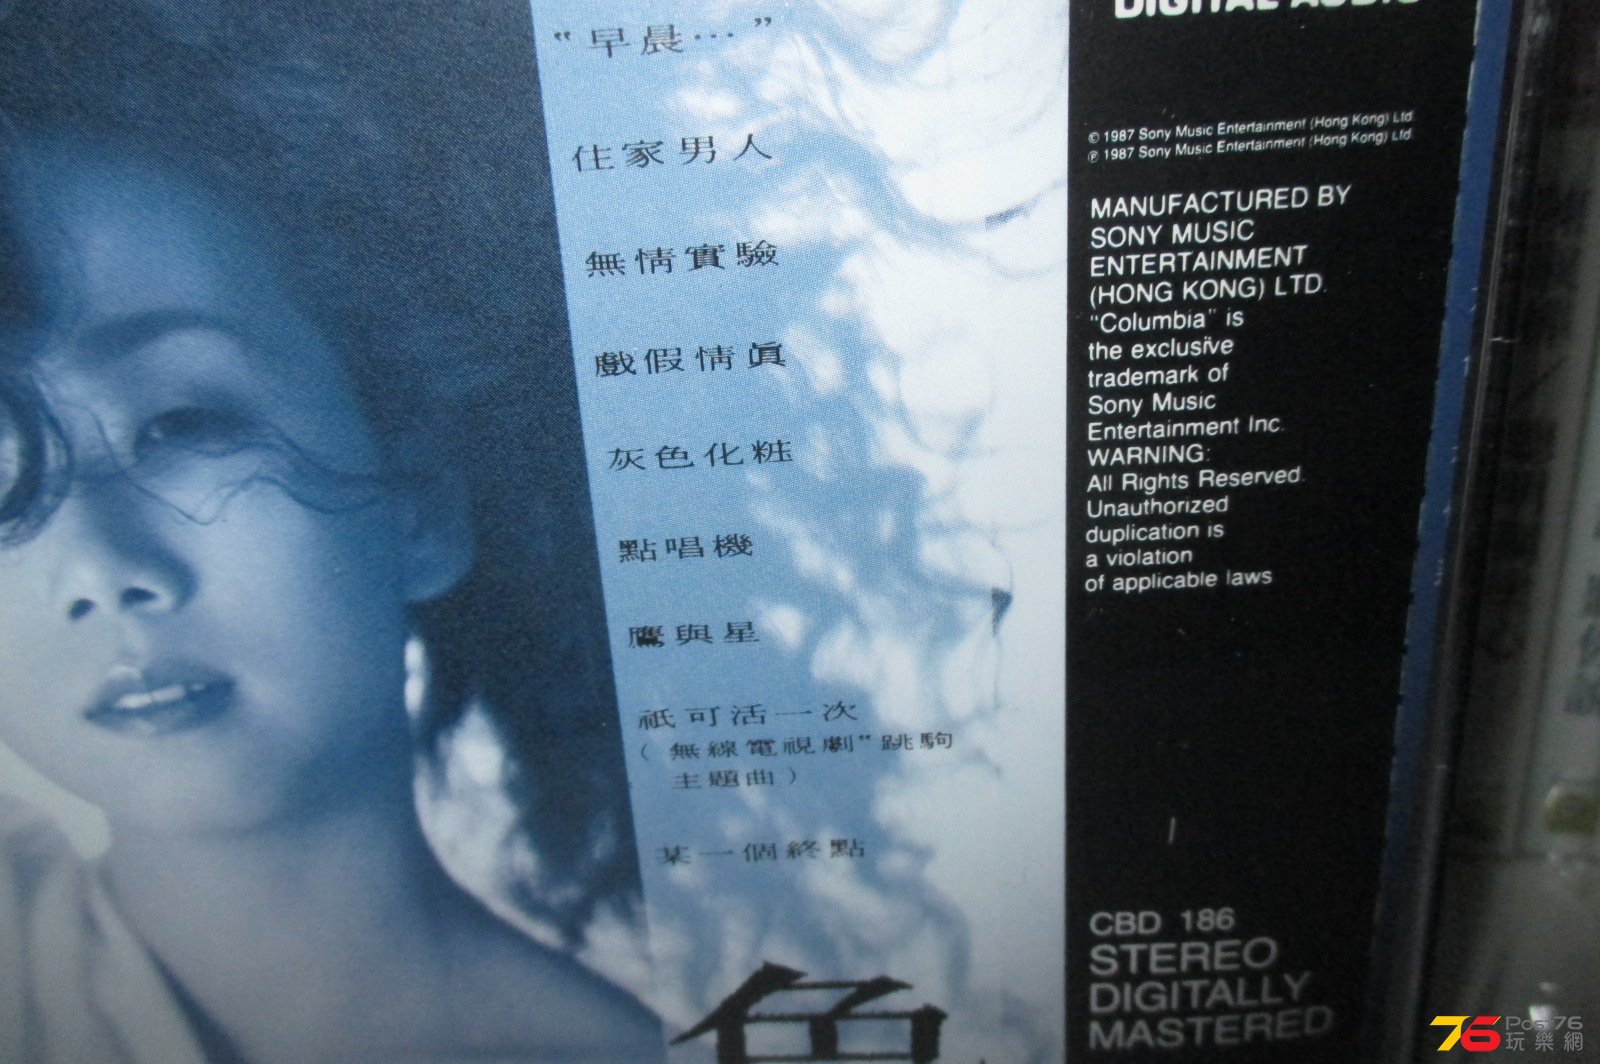 "早晨…"
住家男人
無情實驗
戲假情眞
灰色化粧
點唱機
鷹與星
祇可活一次
(無線電視劇"跳駒
主題曲)
某一個終點
色
DIGITAL AUDIO
© 1987 Sony Music Entertainment (Hong Kong) Ltd
℗ 1987 Sony Music Entertainment (Hong Kong) Ltd
MANUFACTURED BY
SONY MUSIC
ENTERTAINMENT
(HONG KONG) LTD.
"Columbia" is
the exclusive
trademark of
Sony Music
Entertainment Inc.
WARNING:
All Rights Reserved.
Unauthorized
duplication is
a violation
of applicable laws
CBD 186
STEREO
DIGITALLY
MASTERED
76 Post76
玩樂網